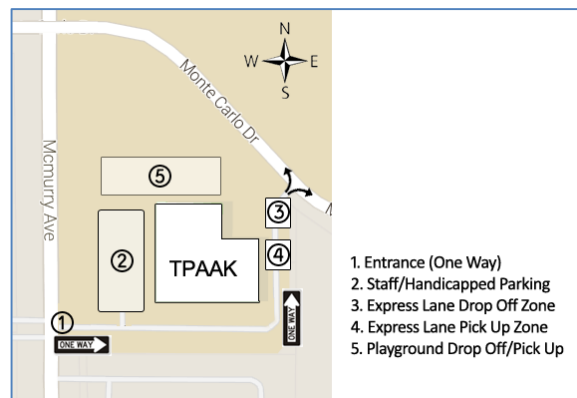 N
W E
S
Monte Carlo Dr
Mcmurry Ave
5
3
2
TPAAK
4
1
ONE WAY
ONE WAY
1. Entrance (One Way)
2. Staff/Handicapped Parking
3. Express Lane Drop Off Zone
4. Express Lane Pick Up Zone
5. Playground Drop Off/Pick Up